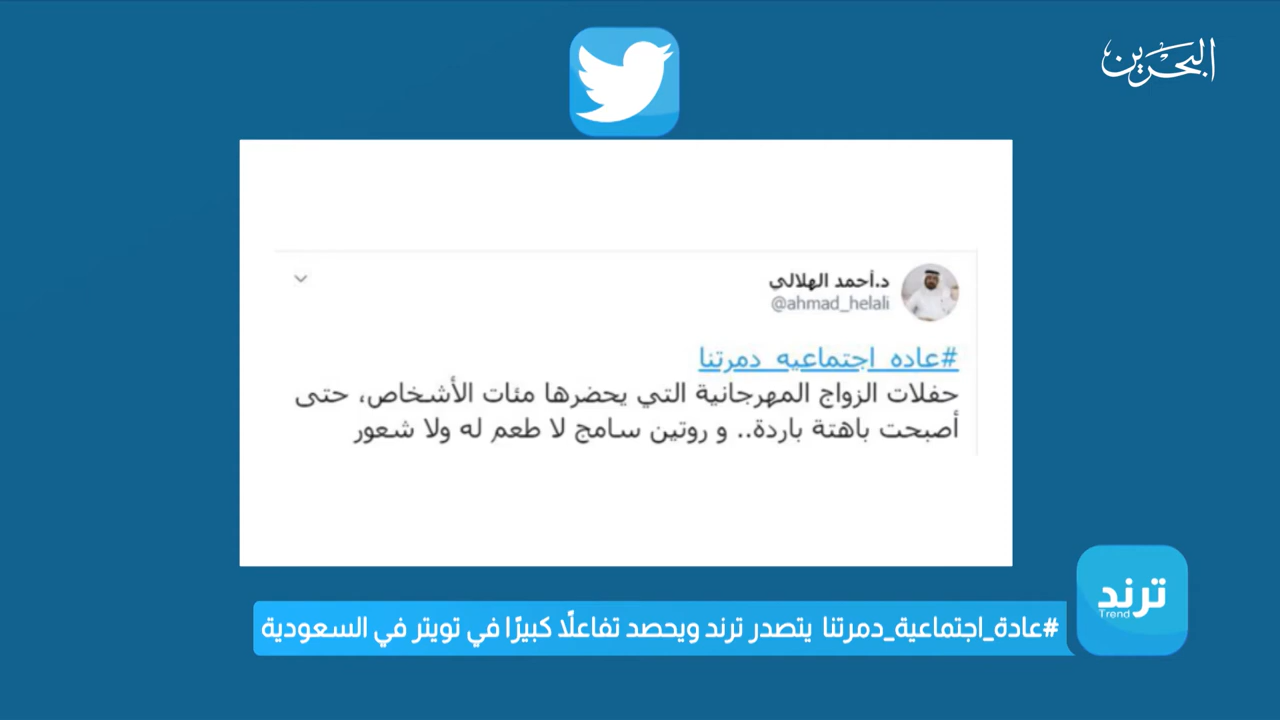 البحرين
د.أحمد الهلالي
@ahmad_helali
#عاده_اجتماعيه_دمرتنا
حفلات الزواج المهرجانية التي يحضرها مئات الأشخاص، حتى
أصبحت باهتة باردة.. و روتين سامج لا طعم له ولا شعور
ترند
Trend
#عادة_اجتماعية_دمرتنا يتصدر ترند ويحصد تفاعلًا كبيرًا في تويتر في السعودية